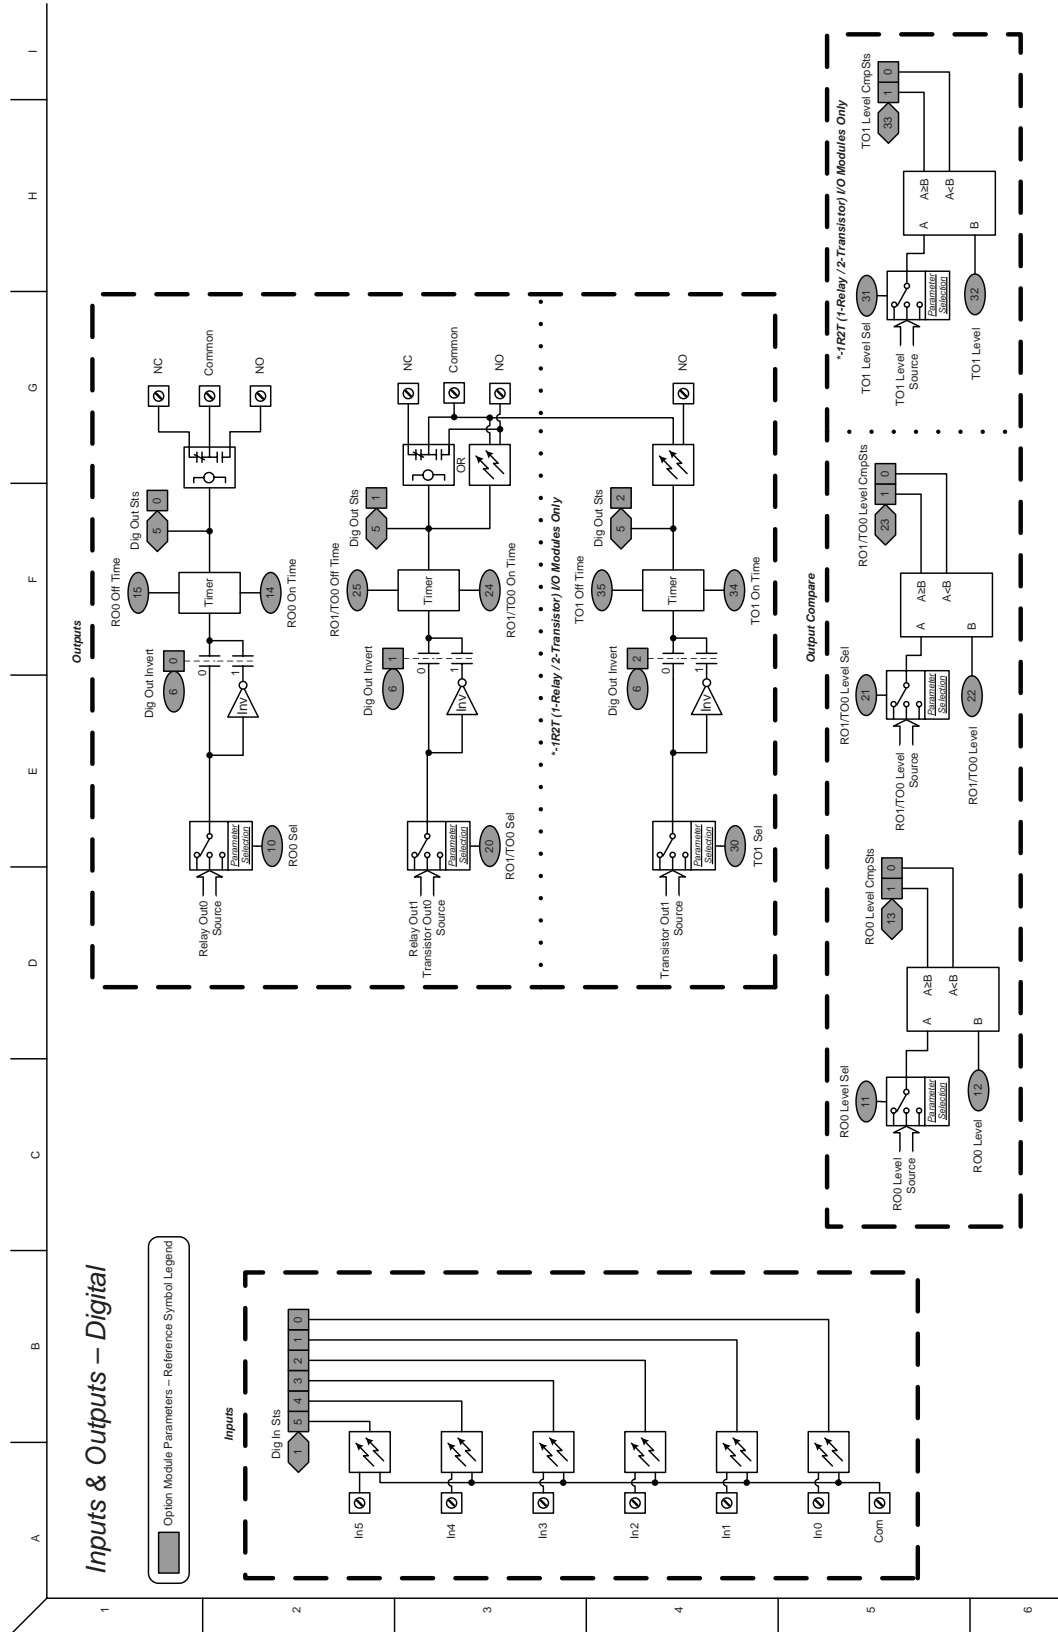 Inputs & Outputs – Digital
Option Module Parameters – Reference Symbol Legend
A
B
C
D
E
F
G
H
I
1
2
3
4
5
6
Inputs
Dig In Sts
1
5
4
3
2
1
0
In5
In4
In3
In2
In1
In0
Com
Outputs
Relay Out0
Source
Parameter
Selection
10
RO0 Sel
Inv
Dig Out Invert
6
0
0
1
RO0 Off Time
15
Timer
14
RO0 On Time
Dig Out Sts
5
0
NC
Common
NO
Relay Out1
Transistor Out0
Source
Parameter
Selection
20
RO1/TO0 Sel
Inv
Dig Out Invert
6
1
0
1
RO1/TO0 Off Time
25
Timer
24
RO1/TO0 On Time
Dig Out Sts
5
1
OR
NC
Common
NO
*-1R2T (1-Relay / 2-Transistor) I/O Modules Only
Transistor Out1
Source
Parameter
Selection
30
TO1 Sel
Inv
Dig Out Invert
6
2
0
1
TO1 Off Time
35
Timer
34
TO1 On Time
Dig Out Sts
5
2
NO
Output Compare
RO0 Level Sel
11
RO0 Level
Source
Parameter
Selection
12
RO0 Level
A
B
A≥B
A<B
RO0 Level CmpSts
13
1
0
RO1/TO0 Level Sel
21
RO1/TO0 Level
Source
Parameter
Selection
22
RO1/TO0 Level
A
B
A≥B
A<B
RO1/TO0 Level CmpSts
23
1
0
*-1R2T (1-Relay / 2-Transistor) I/O Modules Only
TO1 Level Sel
31
TO1 Level
Source
Parameter
Selection
32
TO1 Level
A
B
A≥B
A<B
TO1 Level CmpSts
33
1
0